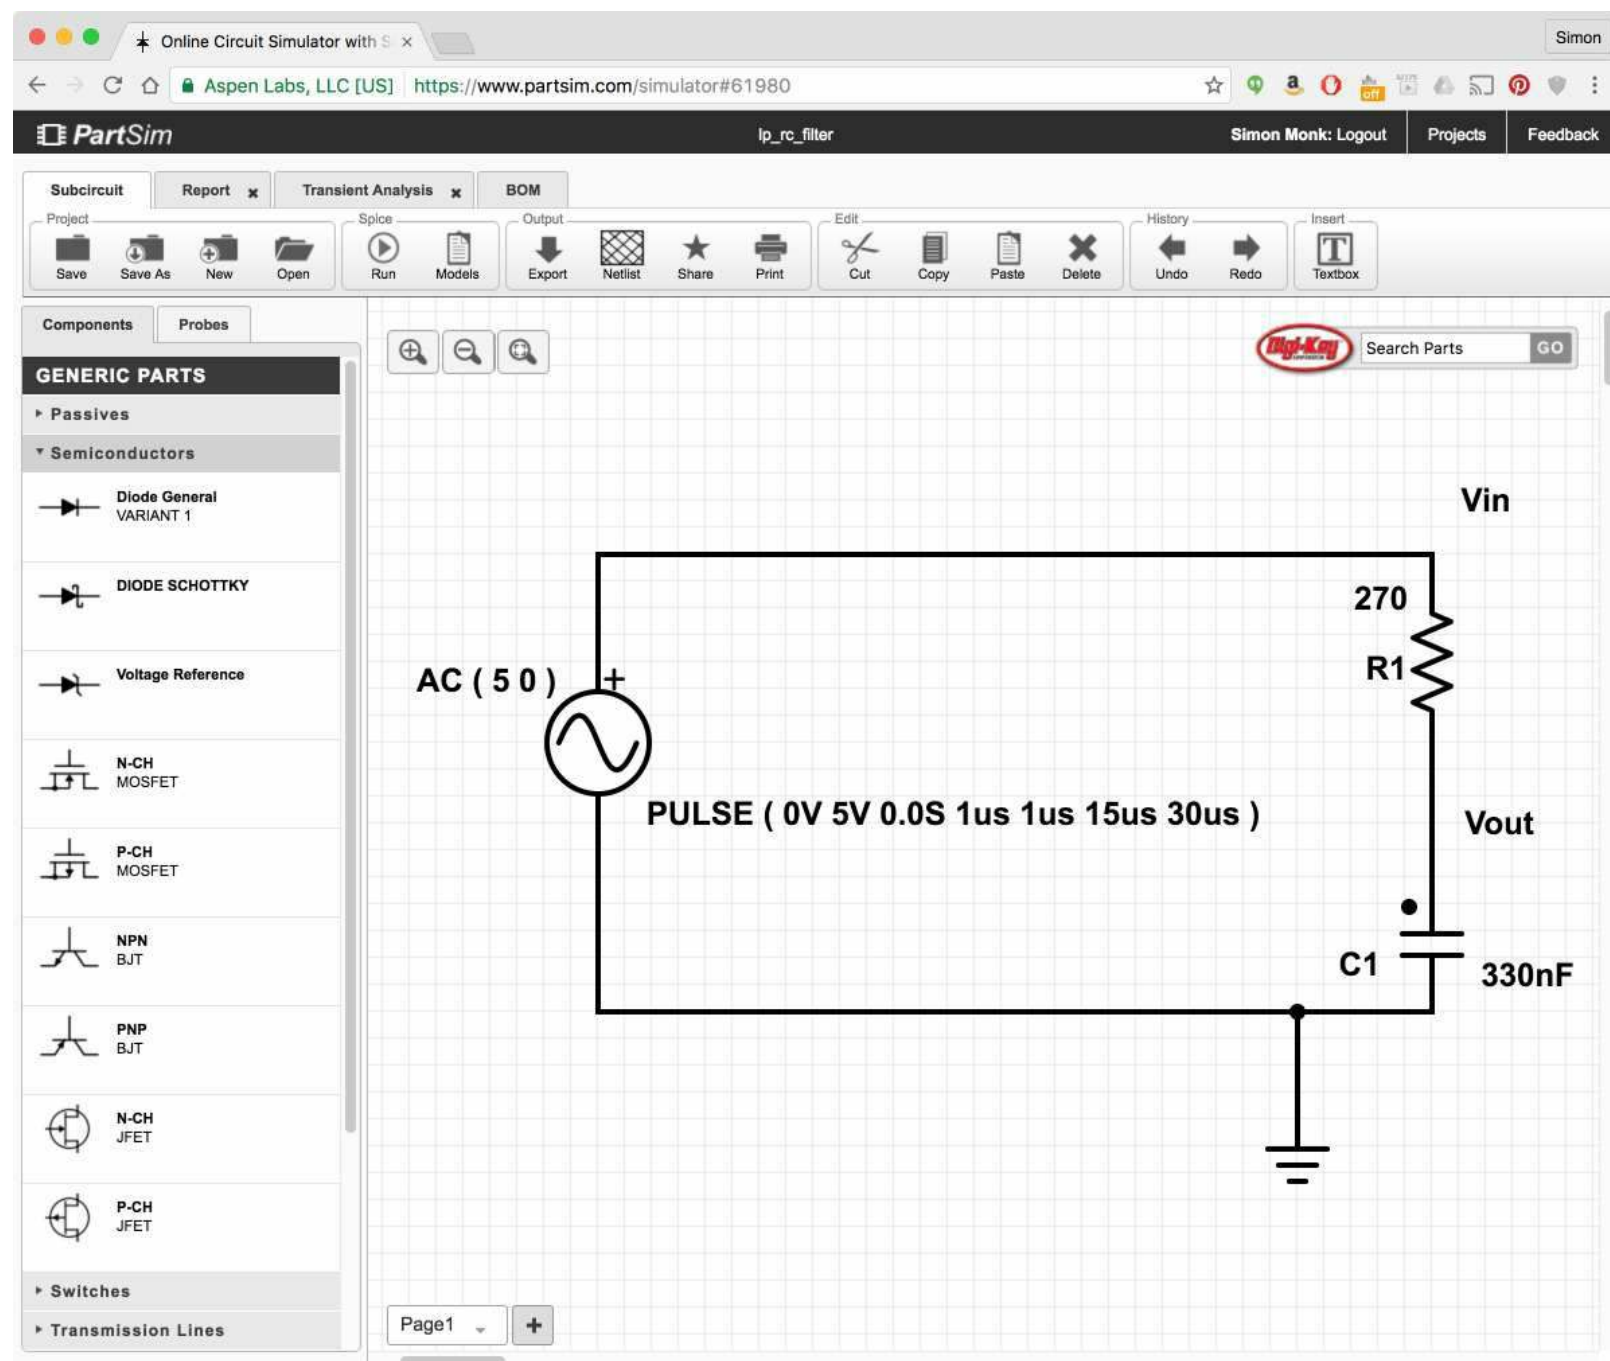 Online Circuit Simulator with S
Simon
Aspen Labs, LLC [US] https://www.partsim.com/simulator#61980
off
PartSim
lp_rc_filter
Simon Monk: Logout
Projects
Feedback
Subcircuit
Report
Transient Analysis
BOM
Project
Spice
Output
Edit
History
Insert
Save
Save As
New
Open
Run
Models
Export
Netlist
Share
Print
Cut
Copy
Paste
Delete
Undo
Redo
Textbox
Components
Probes
Digi-Key
Search Parts
GO
GENERIC PARTS
Passives
Semiconductors
Diode General
VARIANT 1
DIODE SCHOTTKY
Voltage Reference
N-CH
MOSFET
P-CH
MOSFET
NPN
BJT
PNP
BJT
N-CH
JFET
P-CH
JFET
Switches
Transmission Lines
Vin
270
R1
AC ( 5 0 )
+
PULSE ( 0V 5V 0.0S 1us 1us 15us 30us )
Vout
C1
330nF
Page1
+